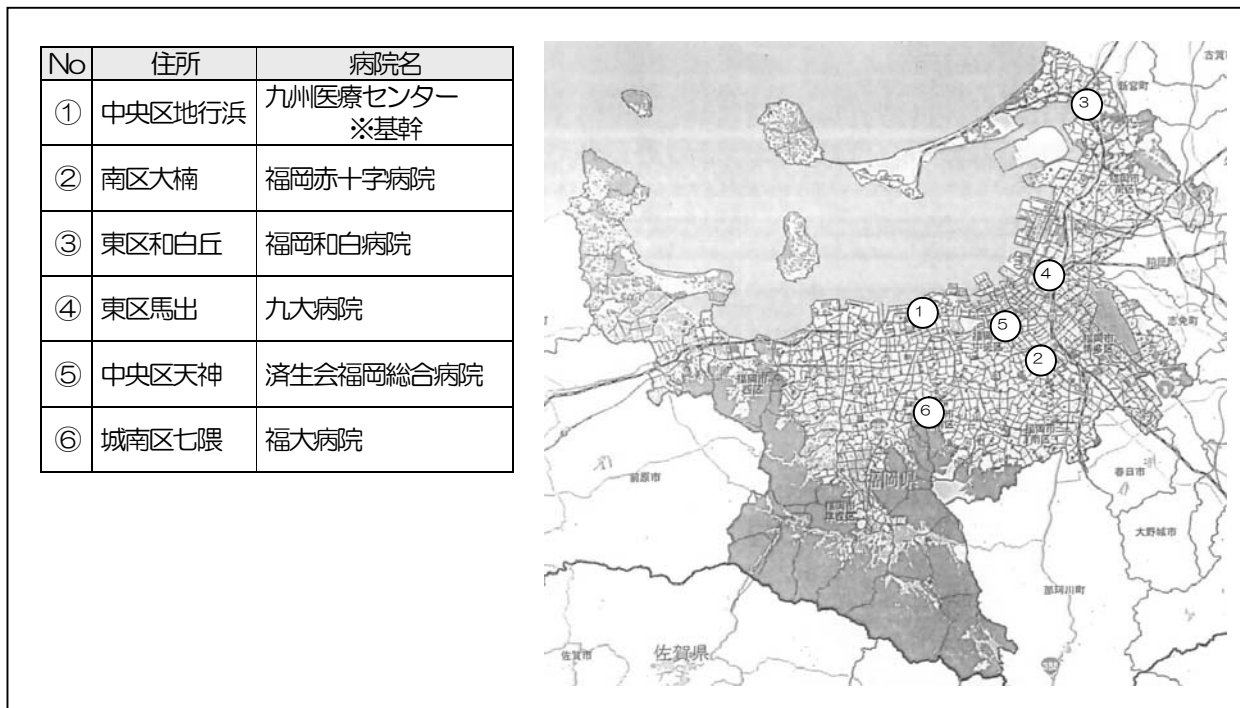 No 住所 病院名
① 中央区地行浜 九州医療センター
※基幹
② 南区大楠 福岡赤十字病院
③ 東区和白丘 福岡和白病院
④ 東区馬出 九大病院
⑤ 中央区天神 済生会福岡総合病院
⑥ 城南区七隈 福大病院
新宮町
③
④
①
⑤
志免町
②
⑥
前原市
福岡県
春日市
大野城市
那珂川町
佐賀市
佐賀県